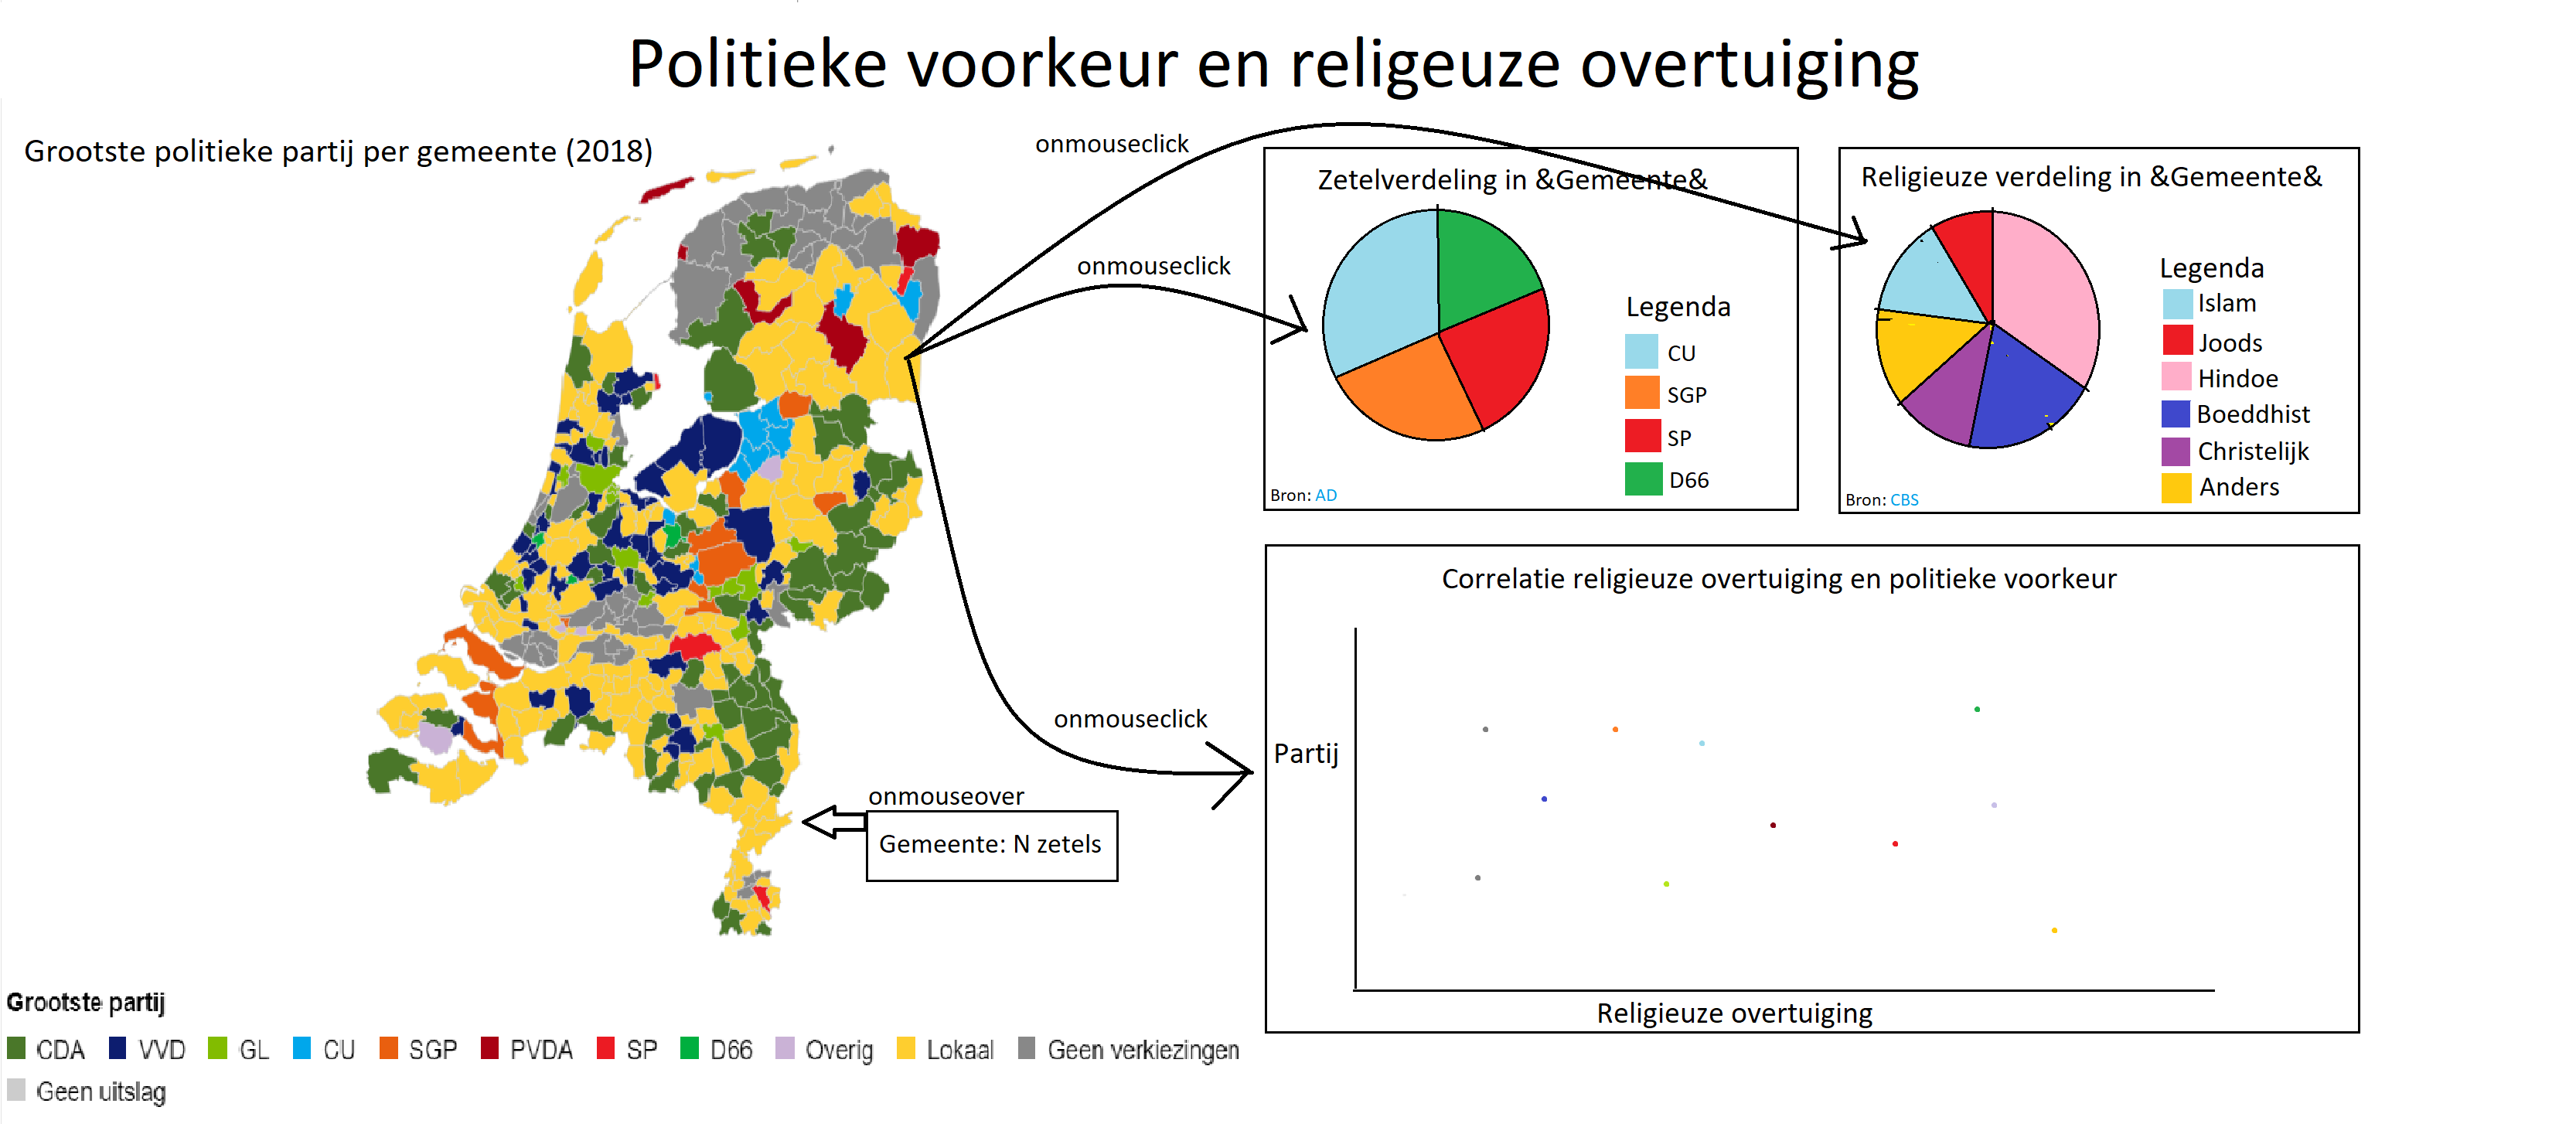 Politieke voorkeur en religeuze overtuiging
Grootste politieke partij per gemeente (2018)
onmouseclick
onmouseclick
onmouseclick
onmouseover
Gemeente: N zetels
Zetelverdeling in &Gemeente&
Legenda
CU
SGP
SP
D66
Bron: AD
Religieuze verdeling in &Gemeente&
Legenda
Islam
Joods
Hindoe
Boeddhist
Christelijk
Anders
Bron: CBS
Correlatie religieuze overtuiging en politieke voorkeur
Partij
Religieuze overtuiging
Grootste partij
CDA VVD GL CU SGP PVDA SP D66 Overig Lokaal Geen verkiezingen
Geen uitslag